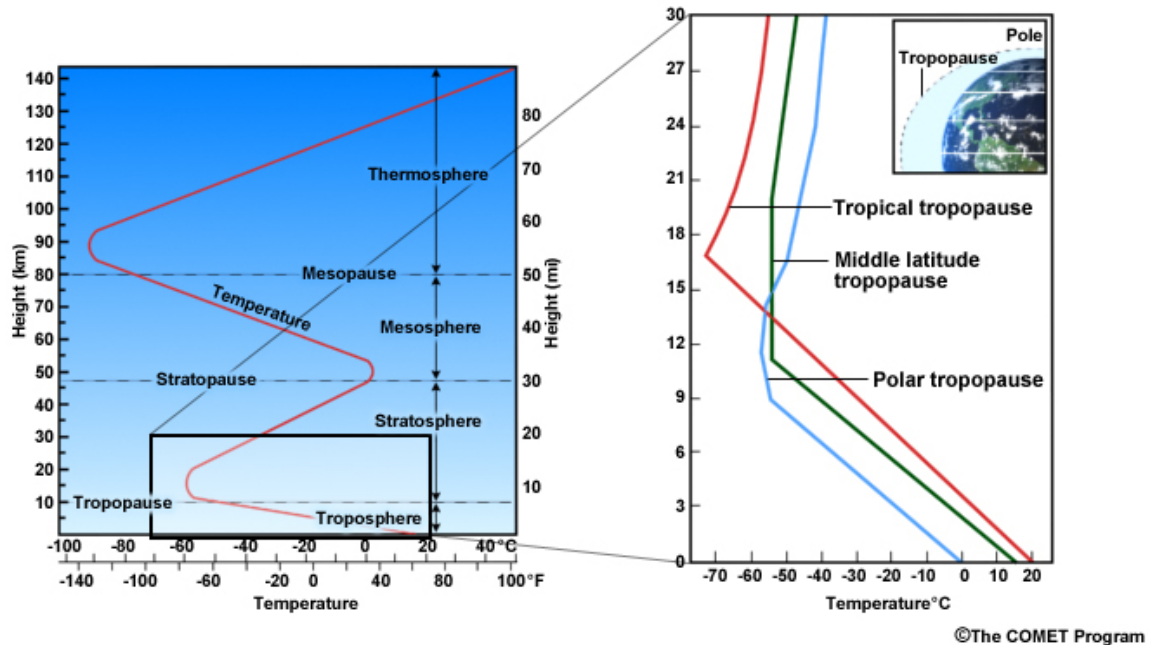 140
130
120
110
100
90
80
70
60
50
40
30
20
10
Height (km)
80
70
60
50
40
30
20
10
Height (mi)
Thermosphere
Mesopause
Temperature
Mesosphere
Stratopause
Stratosphere
Tropopause
Troposphere
-100 -80 -60 -40 -20 0 20 40°C
-140 -100 -60 -20 0 40 80 100°F
Temperature
30
27
24
21
18
15
12
9
6
3
0
Pole
Tropopause
Tropical tropopause
Middle latitude
tropopause
Polar tropopause
-70 -60 -50 -40 -30 -20 -10 0 10 20
Temperature°C
©The COMET Program